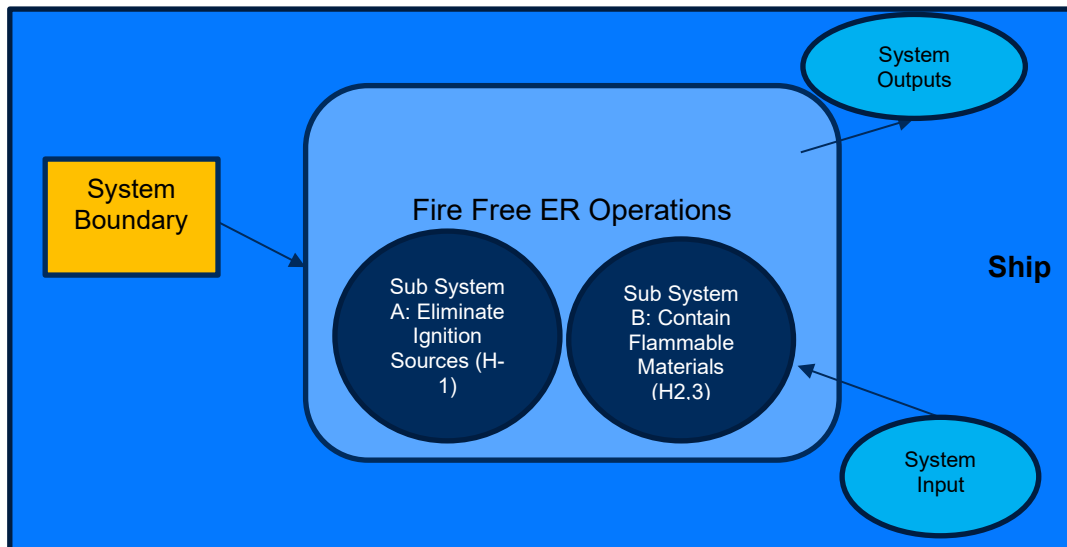 System
Outputs
System
Boundary
Fire Free ER Operations
Ship
Sub System
A: Eliminate
Ignition
Sources (H-
1)
Sub System
B: Contain
Flammable
Materials
(H2,3)
System
Input